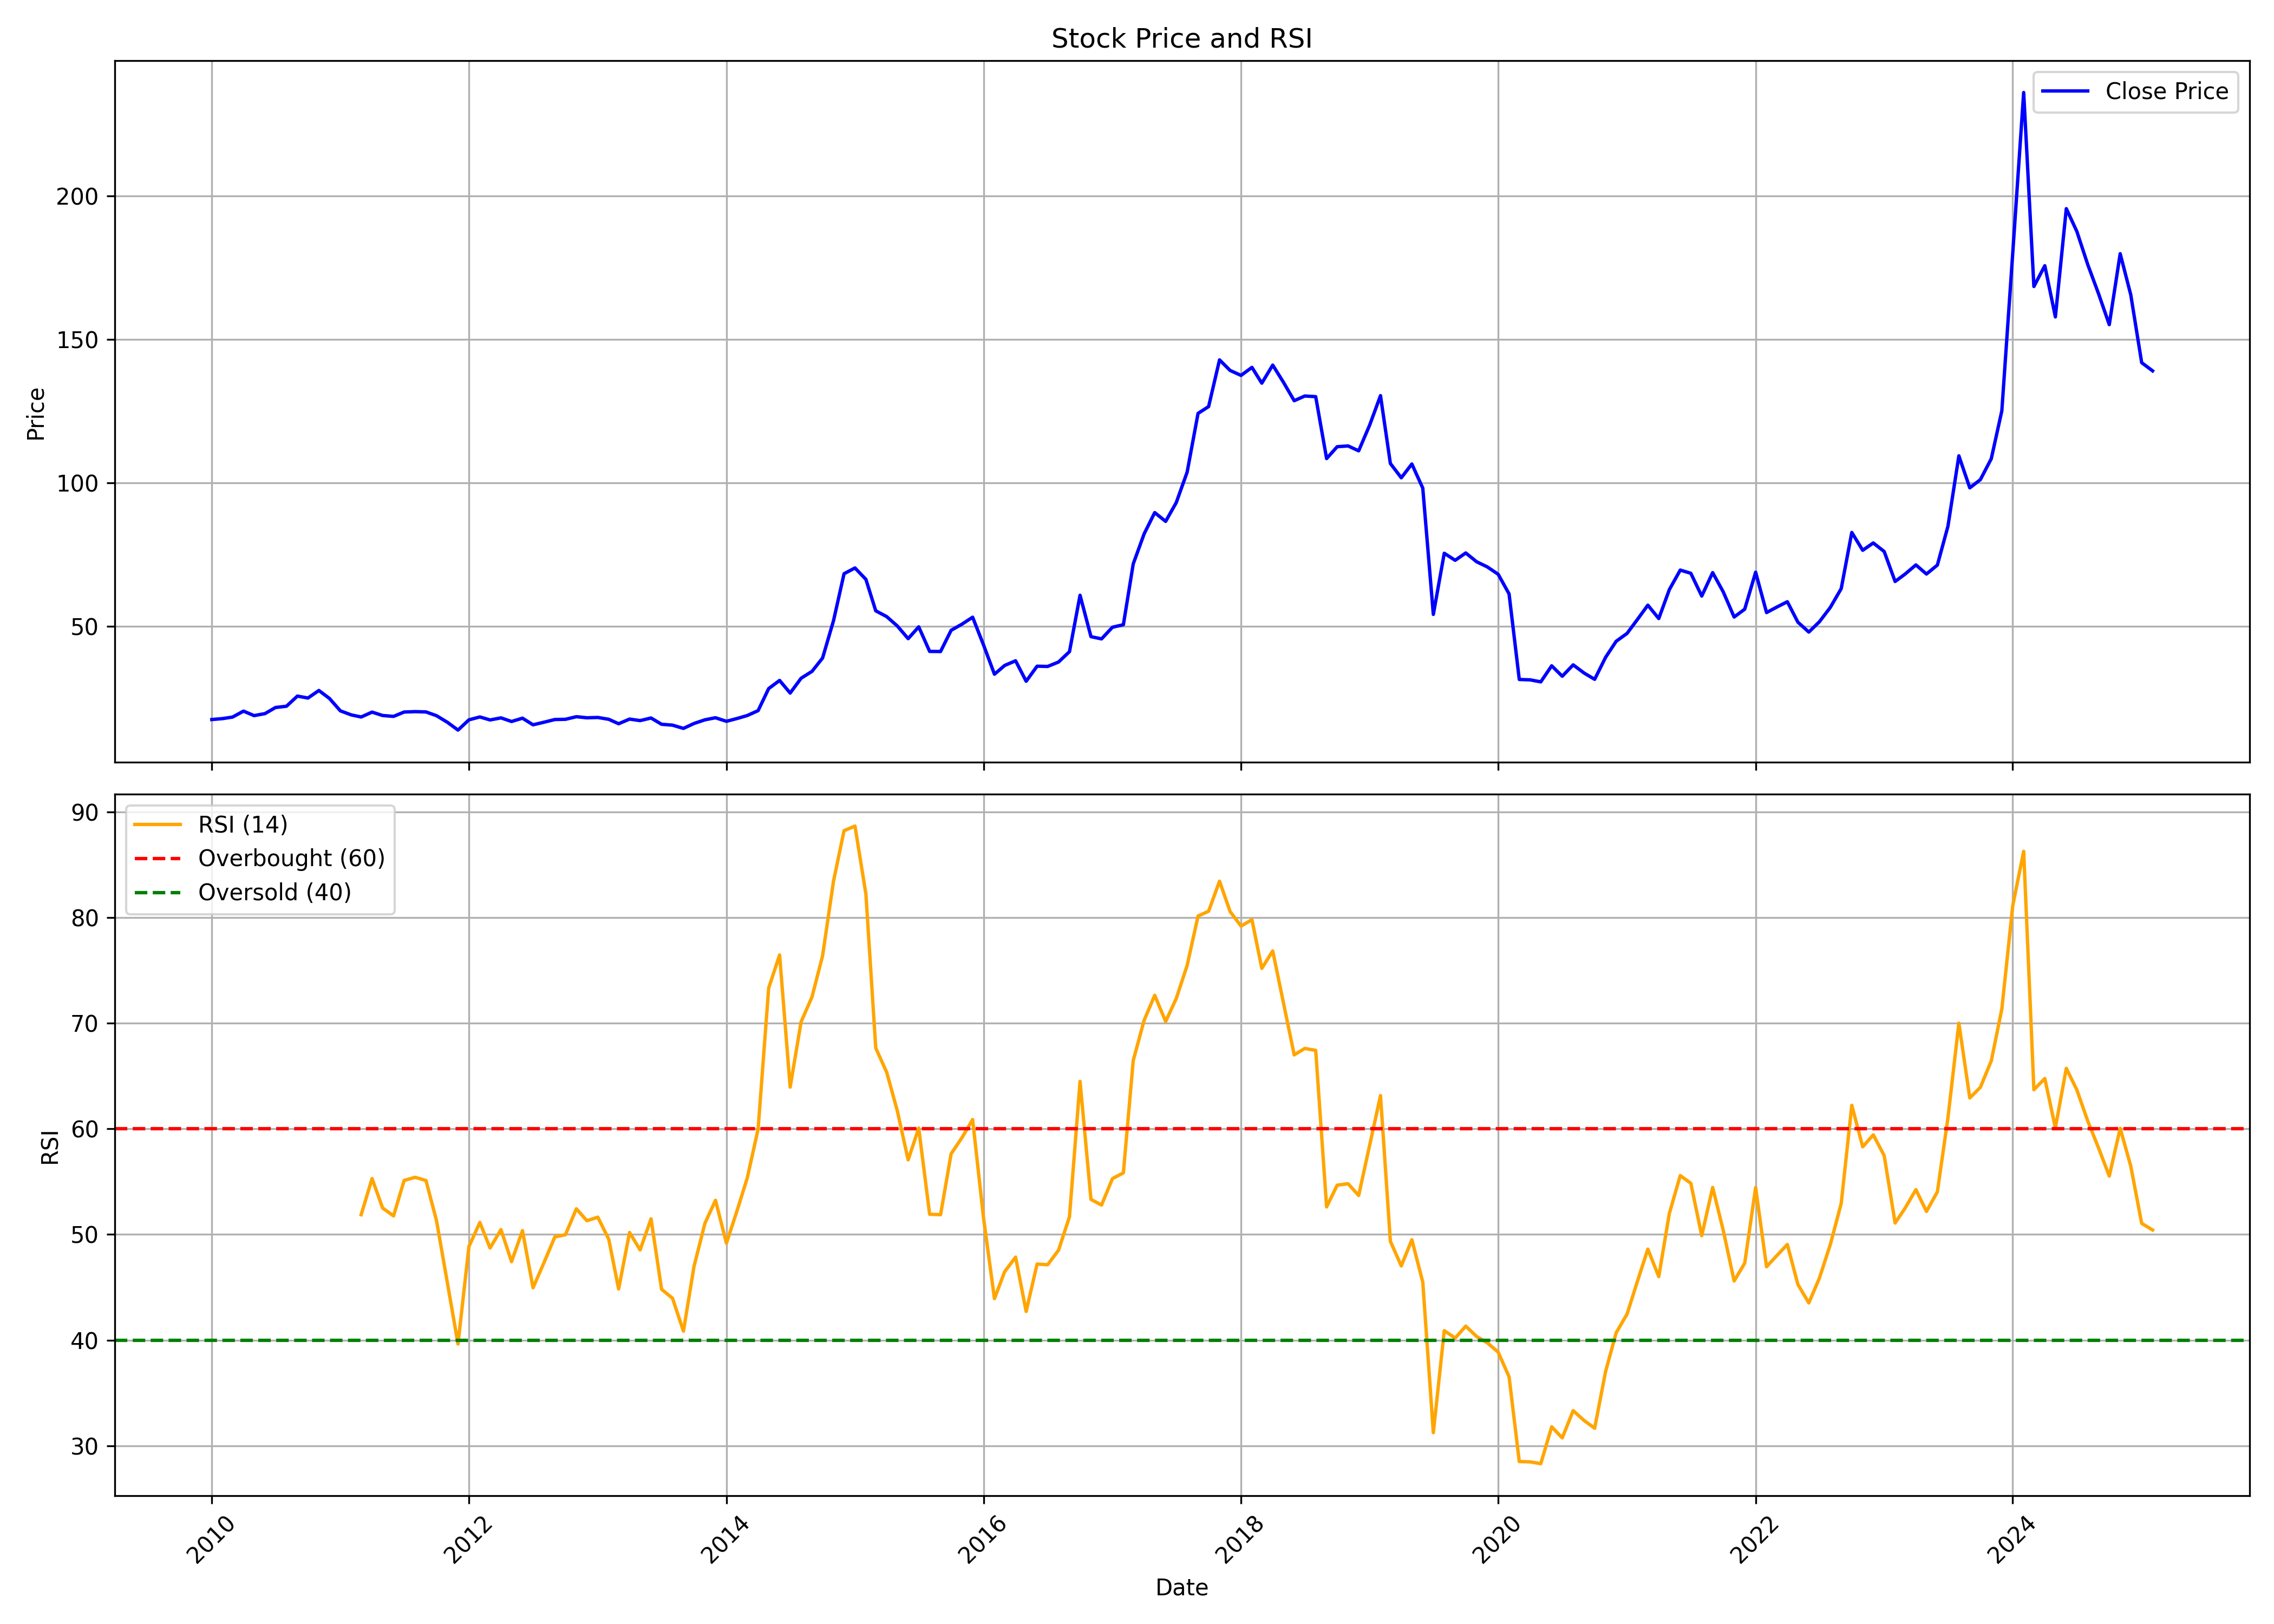 Stock Price and RSI
Close Price
Price
200
150
100
50
RSI (14)
Overbought (60)
Oversold (40)
RSI
90
80
70
60
50
40
30
2010
2012
2014
2016
2018
2020
2022
2024
Date